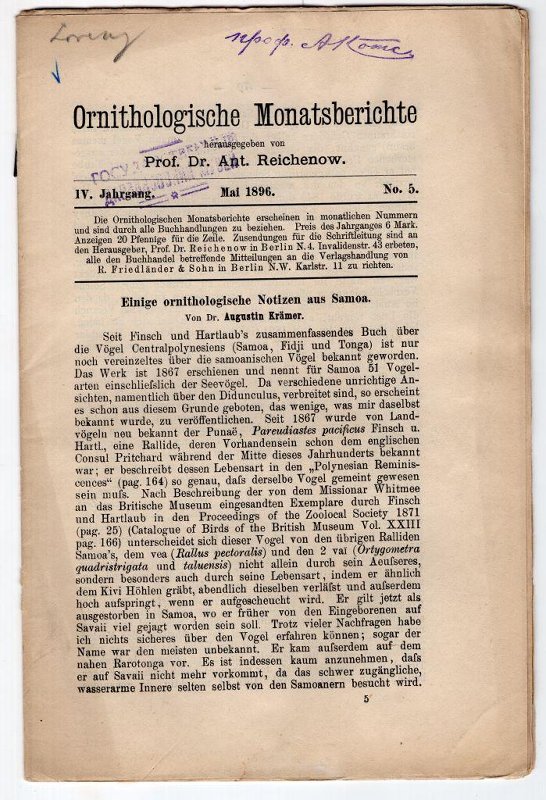 Lorenz
проф. АКотс
Ornithologische Monatsberichte
herausgegeben von
Prof. Dr. Ant. Reichenow.
IV. Jahrgang. Mai 1896. No. 5.
Die Ornithologischen Monatsberichte erscheinen in monatlichen Nummern
und sind durch alle Buchhandlungen zu beziehen. Preis des Jahrganges 6 Mark.
Anzeigen 20 Pfennige für die Zeile. Zusendungen für die Schriftleitung sind an
den Herausgeber, Prof. Dr. Reichenow in Berlin N.4. Invalidenstr. 43 erbeten,
alle den Buchhandel betreffende Mitteilungen an die Verlagshandlung von
R. Friedländer & Sohn in Berlin N.W. Karlstr. 11 zu richten.
Einige ornithologische Notizen aus Samoa.
Von Dr. Augustin Krämer.
Seit Finsch und Hartlaub's zusammenfassendes Buch über
die Vögel Centralpolynesiens (Samoa, Fidji und Tonga) ist nur
noch vereinzeltes über die samoanischen Vögel bekannt geworden.
Das Werk ist 1867 erschienen und nennt für Samoa 51 Vogel-
arten einschliefslich der Seevögel. Da verschiedene unrichtige An-
sichten, namentlich über den Didunculus, verbreitet sind, so erscheint
es schon aus diesem Grunde geboten, das wenige, was mir daselbst
bekannt wurde, zu veröffentlichen. Seit 1867 wurde von Land-
vögeln neu bekannt der Punaë, Pareudiastes pacificus Finsch u.
Hartl., eine Rallide, deren Vorhandensein schon dem englischen
Consul Pritchard während der Mitte dieses Jahrhunderts bekannt
war; er beschreibt dessen Lebensart in den „Polynesian Reminis-
cences" (pag. 164) so genau, dafs derselbe Vogel gemeint gewesen
sein mufs. Nach Beschreibung der von dem Missionar Whitmee
an das Britische Museum eingesandten Exemplare durch Finsch
und Hartlaub in den Proceedings of the Zoolocal Society 1871
(pag. 25) (Catalogue of Birds of the British Museum Vol. XXIII
pag. 166) unterscheidet sich dieser Vogel von den übrigen Ralliden
Samoa's, dem vea (Rallus pectoralis) und den 2 vai (Ortygometra
quadristrigata und tabuensis) nicht allein durch sein Aeufseres,
sondern besonders auch durch seine Lebensart, indem er ähnlich
dem Kivi Höhlen gräbt, abendlich dieselben verläfst und aufserdem
hoch aufspringt, wenn er aufgescheucht wird. Er gilt jetzt als
ausgestorben in Samoa, wo er früher von den Eingeborenen auf
Savaii viel gejagt worden sein soll. Trotz vieler Nachfragen habe
ich nichts sicheres über den Vogel erfahren können; sogar der
Name war den meisten unbekannt. Er kam aufserdem auf dem
nahen Rarotonga vor. Es ist indessen kaum anzunehmen, dafs
er auf Savaii nicht mehr vorkommt, da das schwer zugängliche,
wasserarme Innere selten selbst von den Samoanern besucht wird.
5